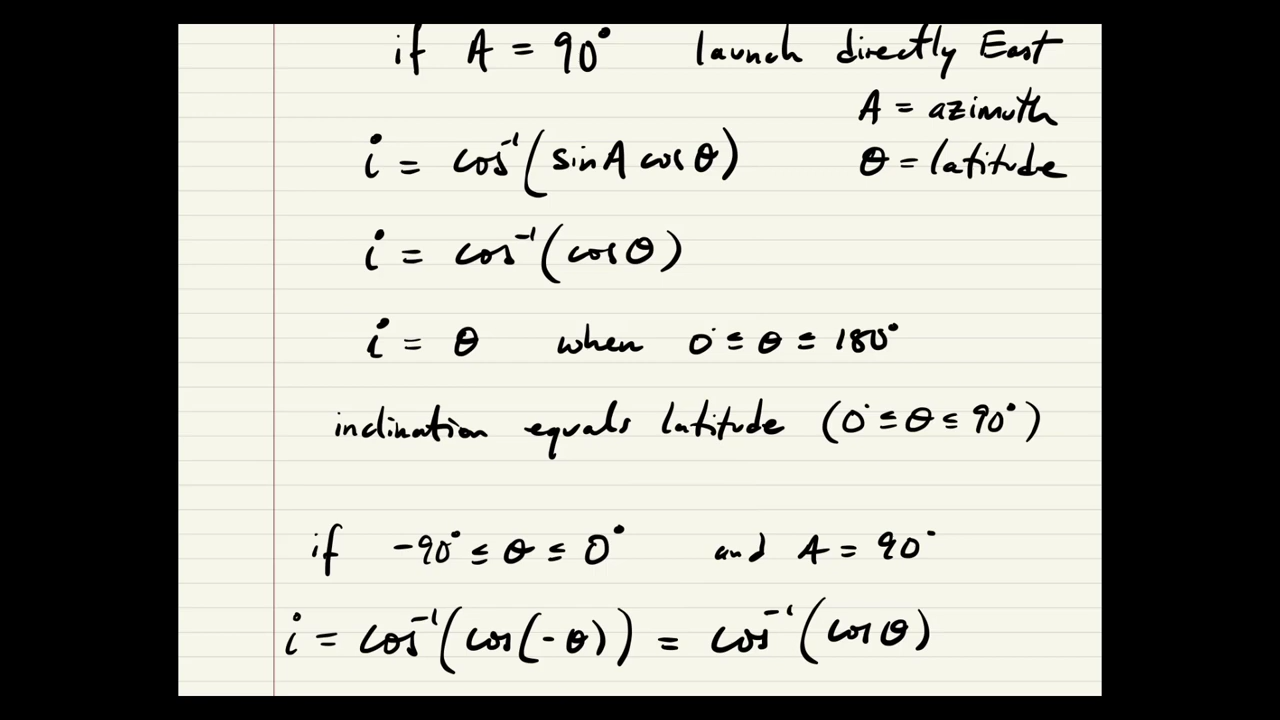 if A = 90° launch directly East
A = azimuth
i = cos⁻¹(sin A cos θ) θ = latitude
i = cos⁻¹(cos θ)
i = θ when 0° ≤ θ ≤ 180°
inclination equals latitude (0° ≤ θ ≤ 90°)
if -90° ≤ θ ≤ 0° and A = 90°
i = cos⁻¹(cos(-θ)) = cos⁻¹(cos θ)